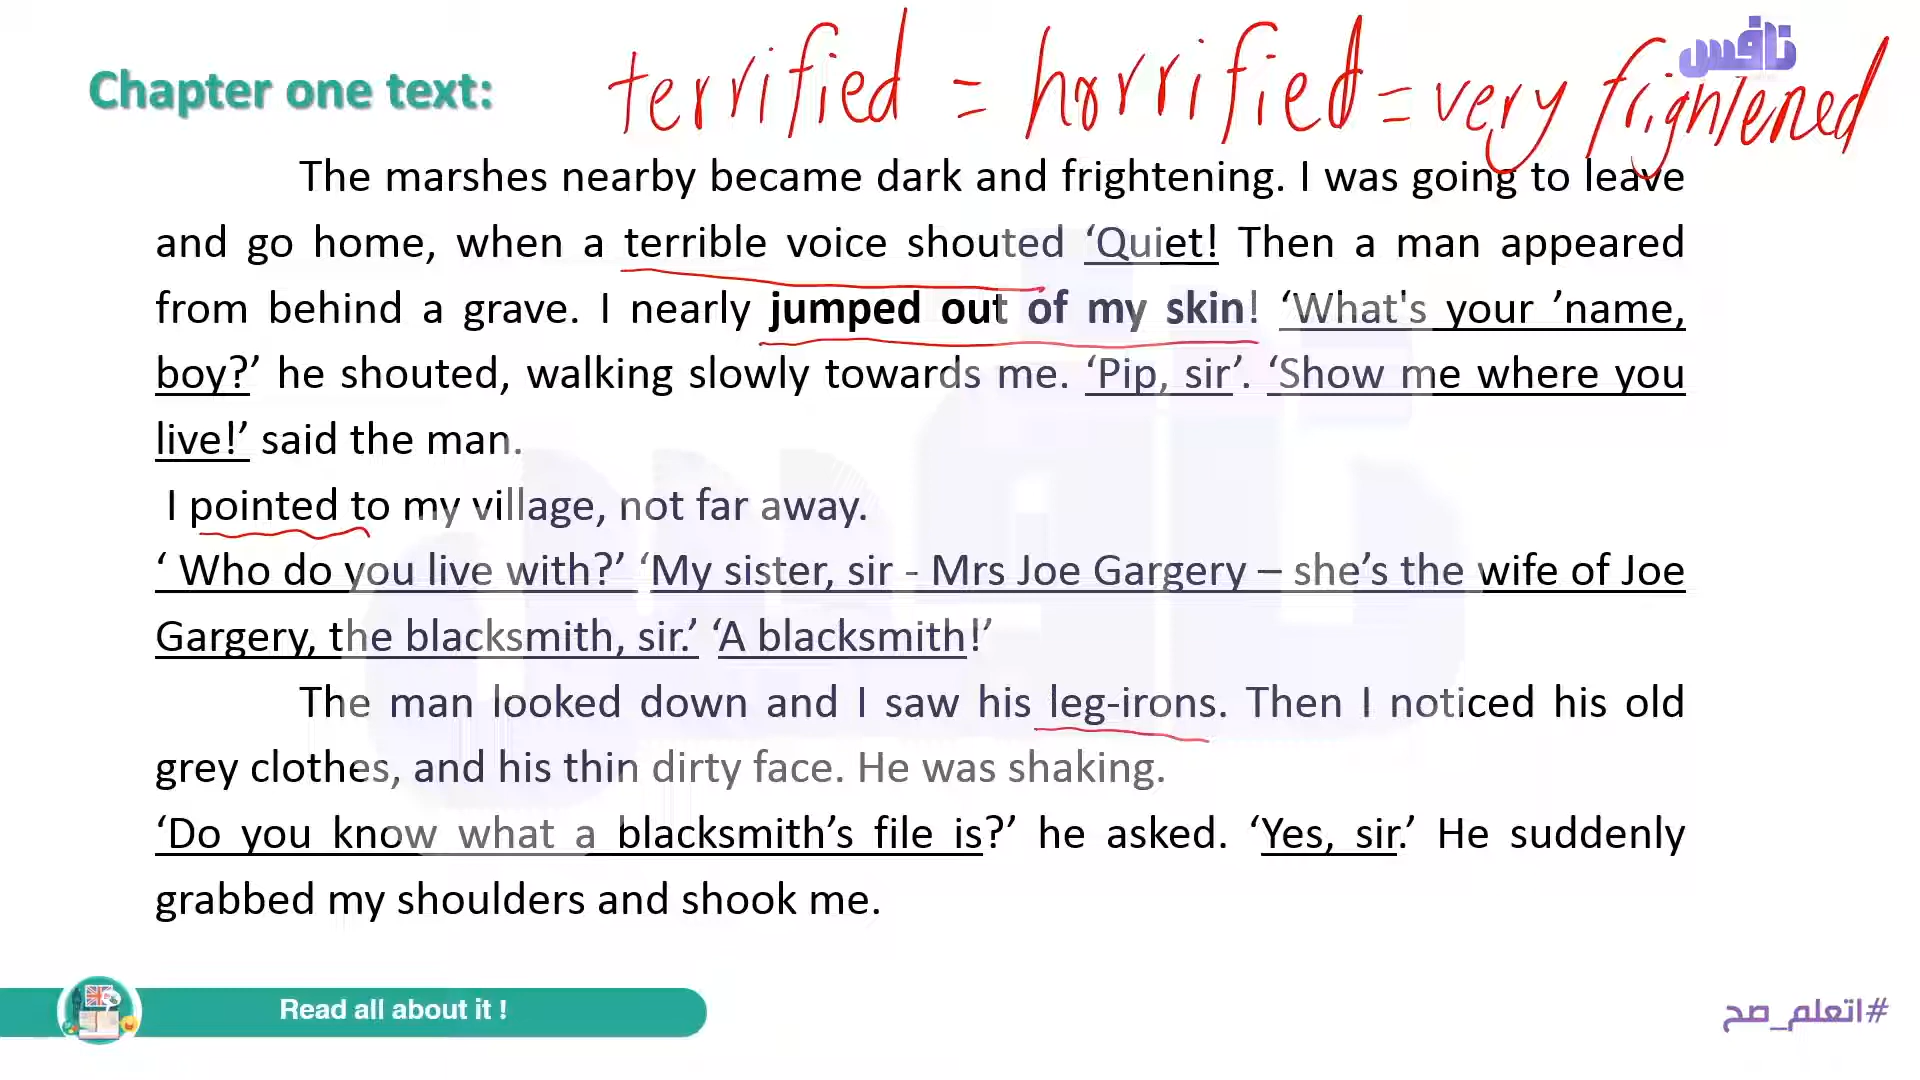 نافس
terrified = horrified = very frightened
Chapter one text:
The marshes nearby became dark and frightening. I was going to leave
and go home, when a terrible voice shouted ‘Quiet! Then a man appeared
from behind a grave. I nearly jumped out of my skin! ‘What's your ’name,
boy?’ he shouted, walking slowly towards me. ‘Pip, sir’. ‘Show me where you
live!’ said the man.
I pointed to my village, not far away.
‘ Who do you live with?’ ‘My sister, sir - Mrs Joe Gargery – she’s the wife of Joe
Gargery, the blacksmith, sir.’ ‘A blacksmith!’
The man looked down and I saw his leg-irons. Then I noticed his old
grey clothes, and his thin dirty face. He was shaking.
‘Do you know what a blacksmith’s file is?’ he asked. ‘Yes, sir.’ He suddenly
grabbed my shoulders and shook me.
Read all about it !
#اتعلم_صح